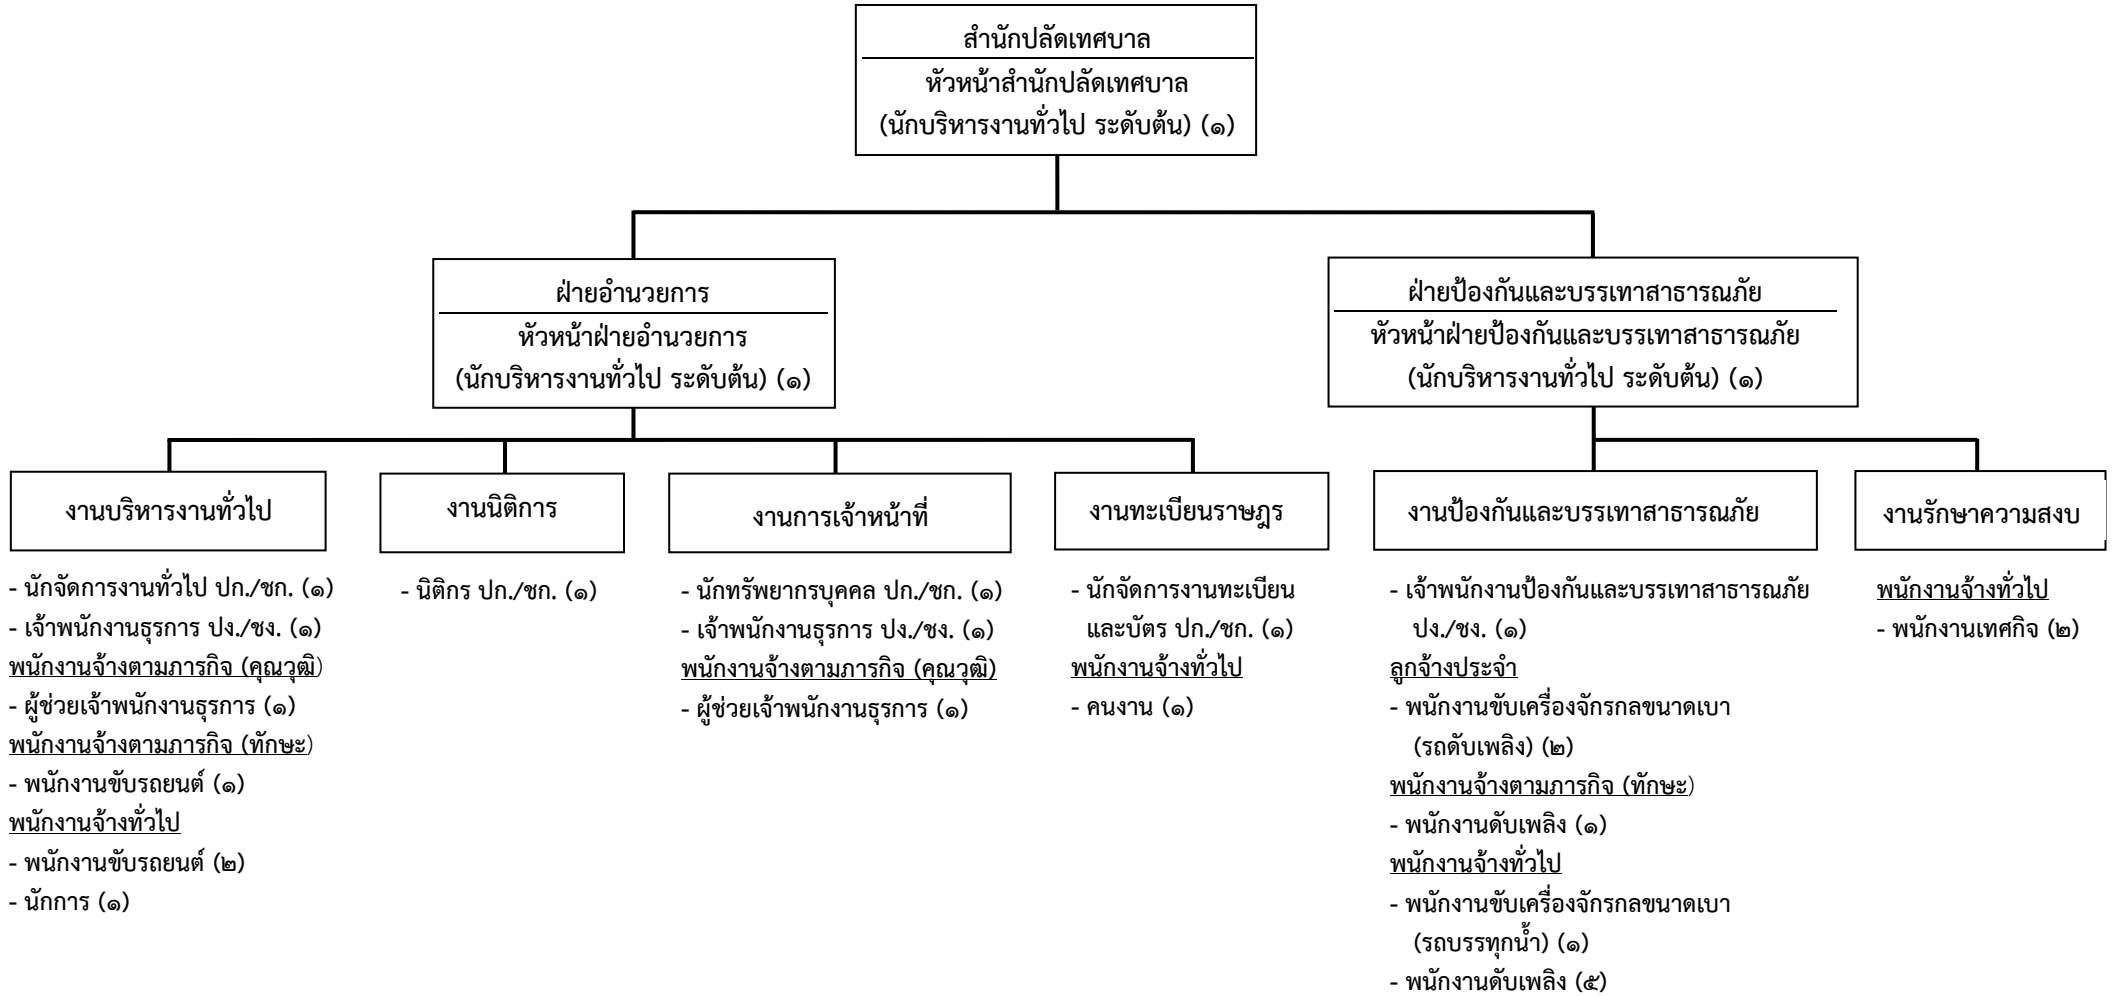 สำนักปลัดเทศบาล
หัวหน้าสำนักปลัดเทศบาล
(นักบริหารงานทั่วไป ระดับต้น) (๑)
ฝ่ายอำนวยการ
หัวหน้าฝ่ายอำนวยการ
(นักบริหารงานทั่วไป ระดับต้น) (๑)
ฝ่ายป้องกันและบรรเทาสาธารณภัย
หัวหน้าฝ่ายป้องกันและบรรเทาสาธารณภัย
(นักบริหารงานทั่วไป ระดับต้น) (๑)
งานบริหารงานทั่วไป
- นักจัดการงานทั่วไป ปก./ชก. (๑)
- เจ้าพนักงานธุรการ ปง./ชง. (๑)
พนักงานจ้างตามภารกิจ (คุณวุฒิ)
- ผู้ช่วยเจ้าพนักงานธุรการ (๑)
พนักงานจ้างตามภารกิจ (ทักษะ)
- พนักงานขับรถยนต์ (๑)
พนักงานจ้างทั่วไป
- พนักงานขับรถยนต์ (๒)
- นักการ (๑)
งานนิติการ
- นิติกร ปก./ชก. (๑)
งานการเจ้าหน้าที่
- นักทรัพยากรบุคคล ปก./ชก. (๑)
- เจ้าพนักงานธุรการ ปง./ชง. (๑)
พนักงานจ้างตามภารกิจ (คุณวุฒิ)
- ผู้ช่วยเจ้าพนักงานธุรการ (๑)
งานทะเบียนราษฎร
- นักจัดการงานทะเบียน
และบัตร ปก./ชก. (๑)
พนักงานจ้างทั่วไป
- คนงาน (๑)
งานป้องกันและบรรเทาสาธารณภัย
- เจ้าพนักงานป้องกันและบรรเทาสาธารณภัย
ปง./ชง. (๑)
ลูกจ้างประจำ
- พนักงานขับเครื่องจักรกลขนาดเบา
(รถดับเพลิง) (๒)
พนักงานจ้างตามภารกิจ (ทักษะ)
- พนักงานดับเพลิง (๑)
พนักงานจ้างทั่วไป
- พนักงานขับเครื่องจักรกลขนาดเบา
(รถบรรทุกน้ำ) (๑)
- พนักงานดับเพลิง (๕)
งานรักษาความสงบ
พนักงานจ้างทั่วไป
- พนักงานเทศกิจ (๒)